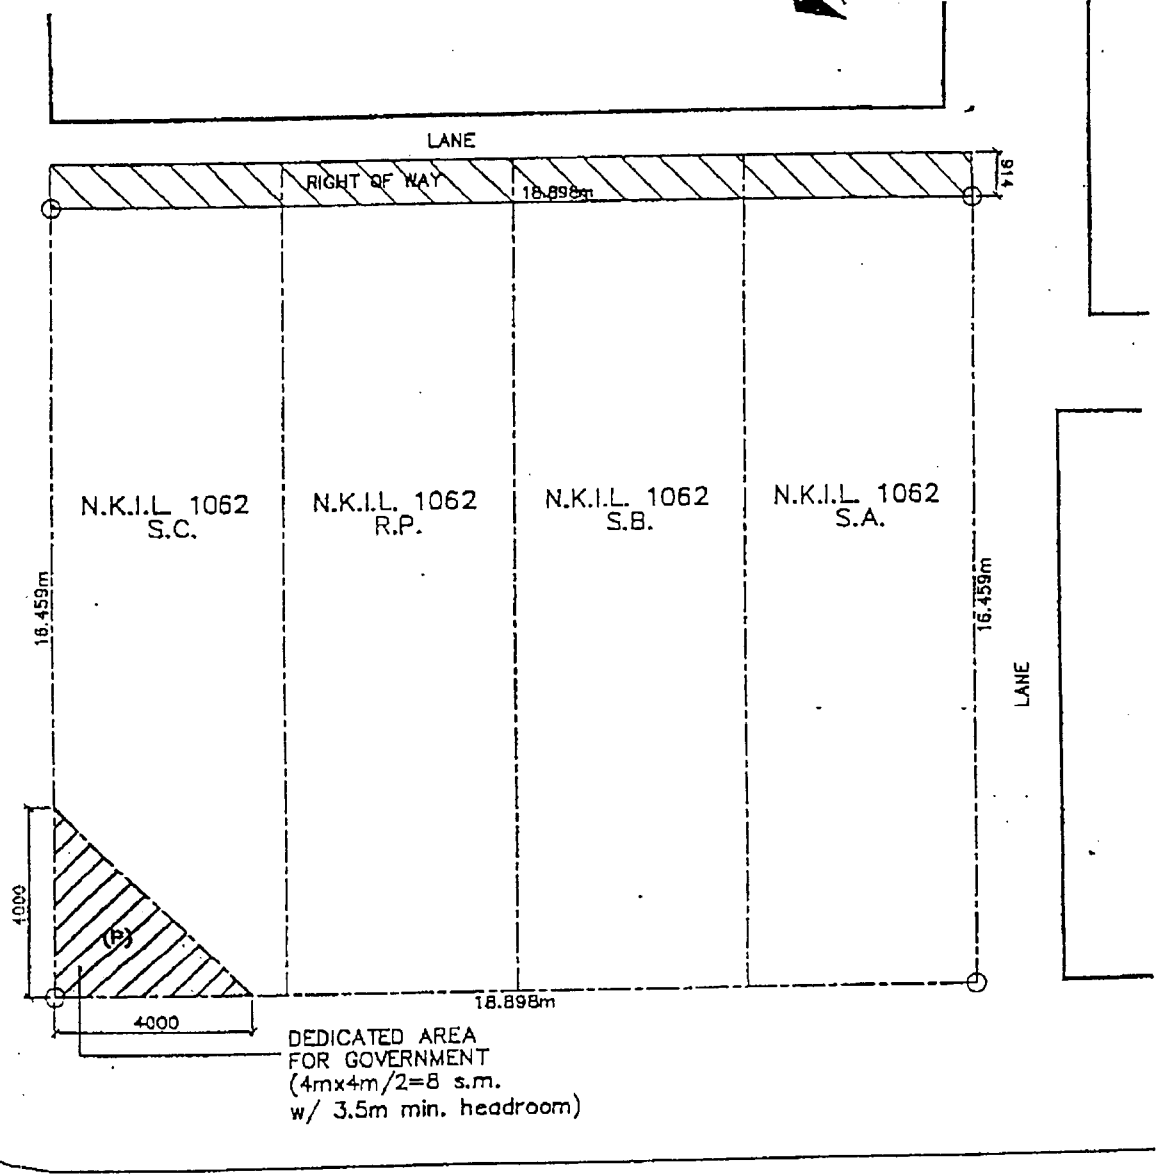 LANE
RIGHT OF WAY
18.898m
914
N.K.I.L. 1062
S.C.
N.K.I.L. 1062
R.P.
N.K.I.L. 1062
S.B.
N.K.I.L. 1062
S.A.
16.459m
16.459m
LANE
4000
(P)
18.898m
4000
DEDICATED AREA
FOR GOVERNMENT
(4mx4m/2=8 s.m.
w/ 3.5m min. headroom)